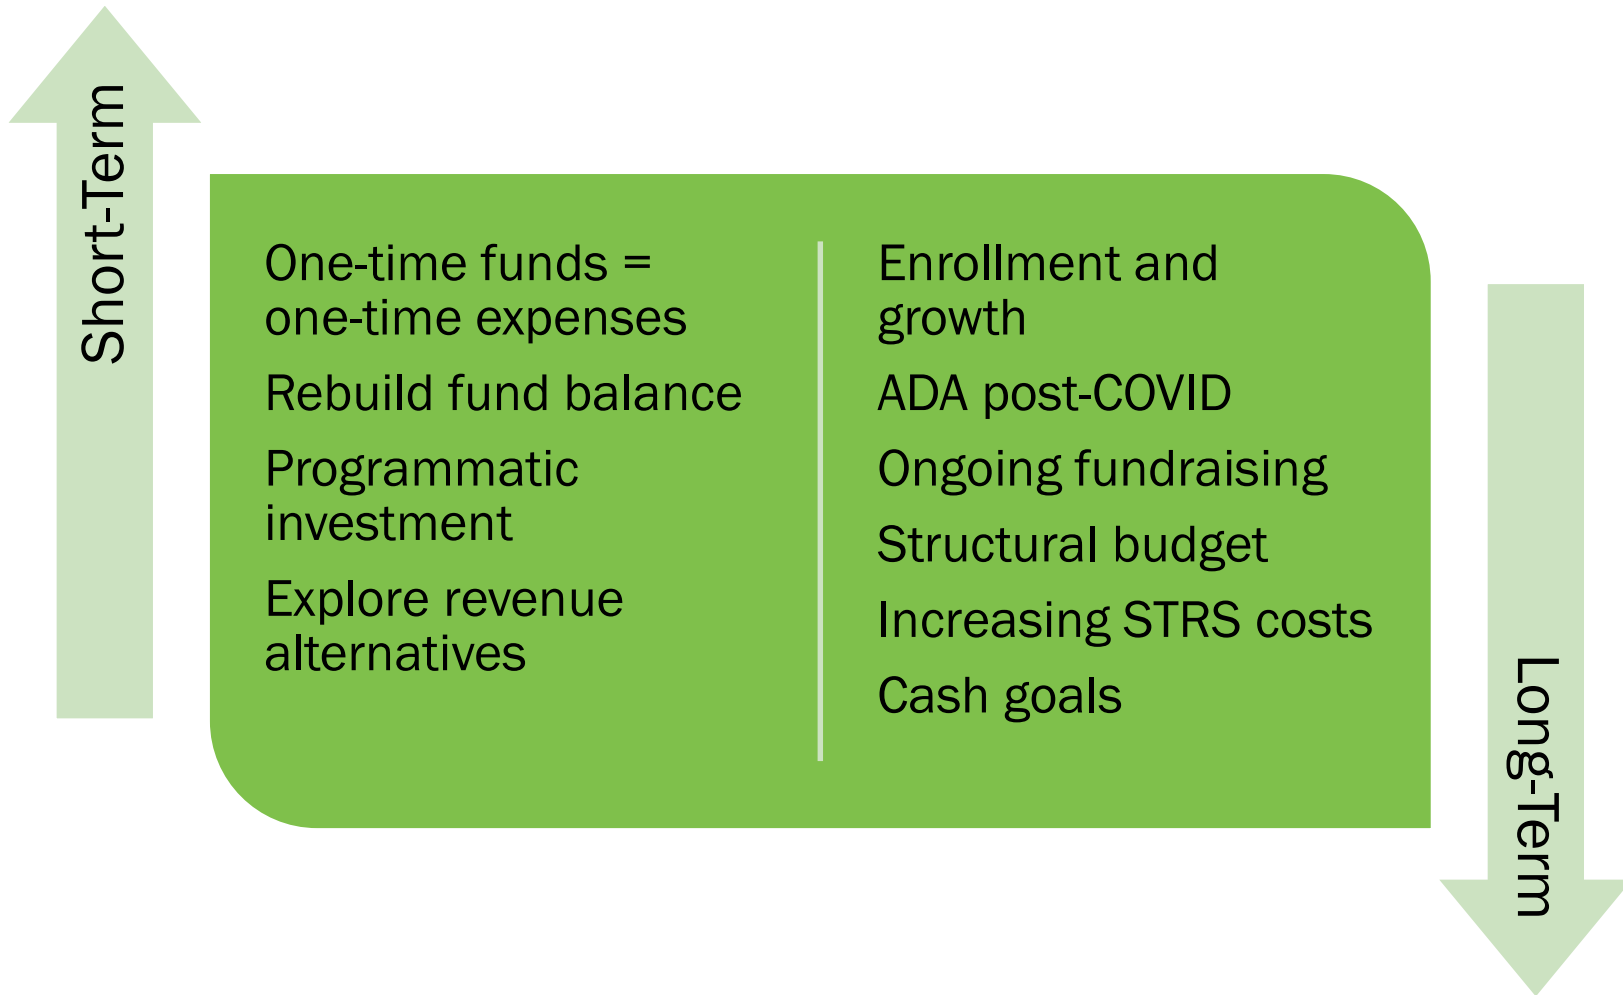 Short-Term
One-time funds =
one-time expenses
Rebuild fund balance
Programmatic
investment
Explore revenue
alternatives
Enrollment and
growth
ADA post-COVID
Ongoing fundraising
Structural budget
Increasing STRS costs
Cash goals
Long-Term